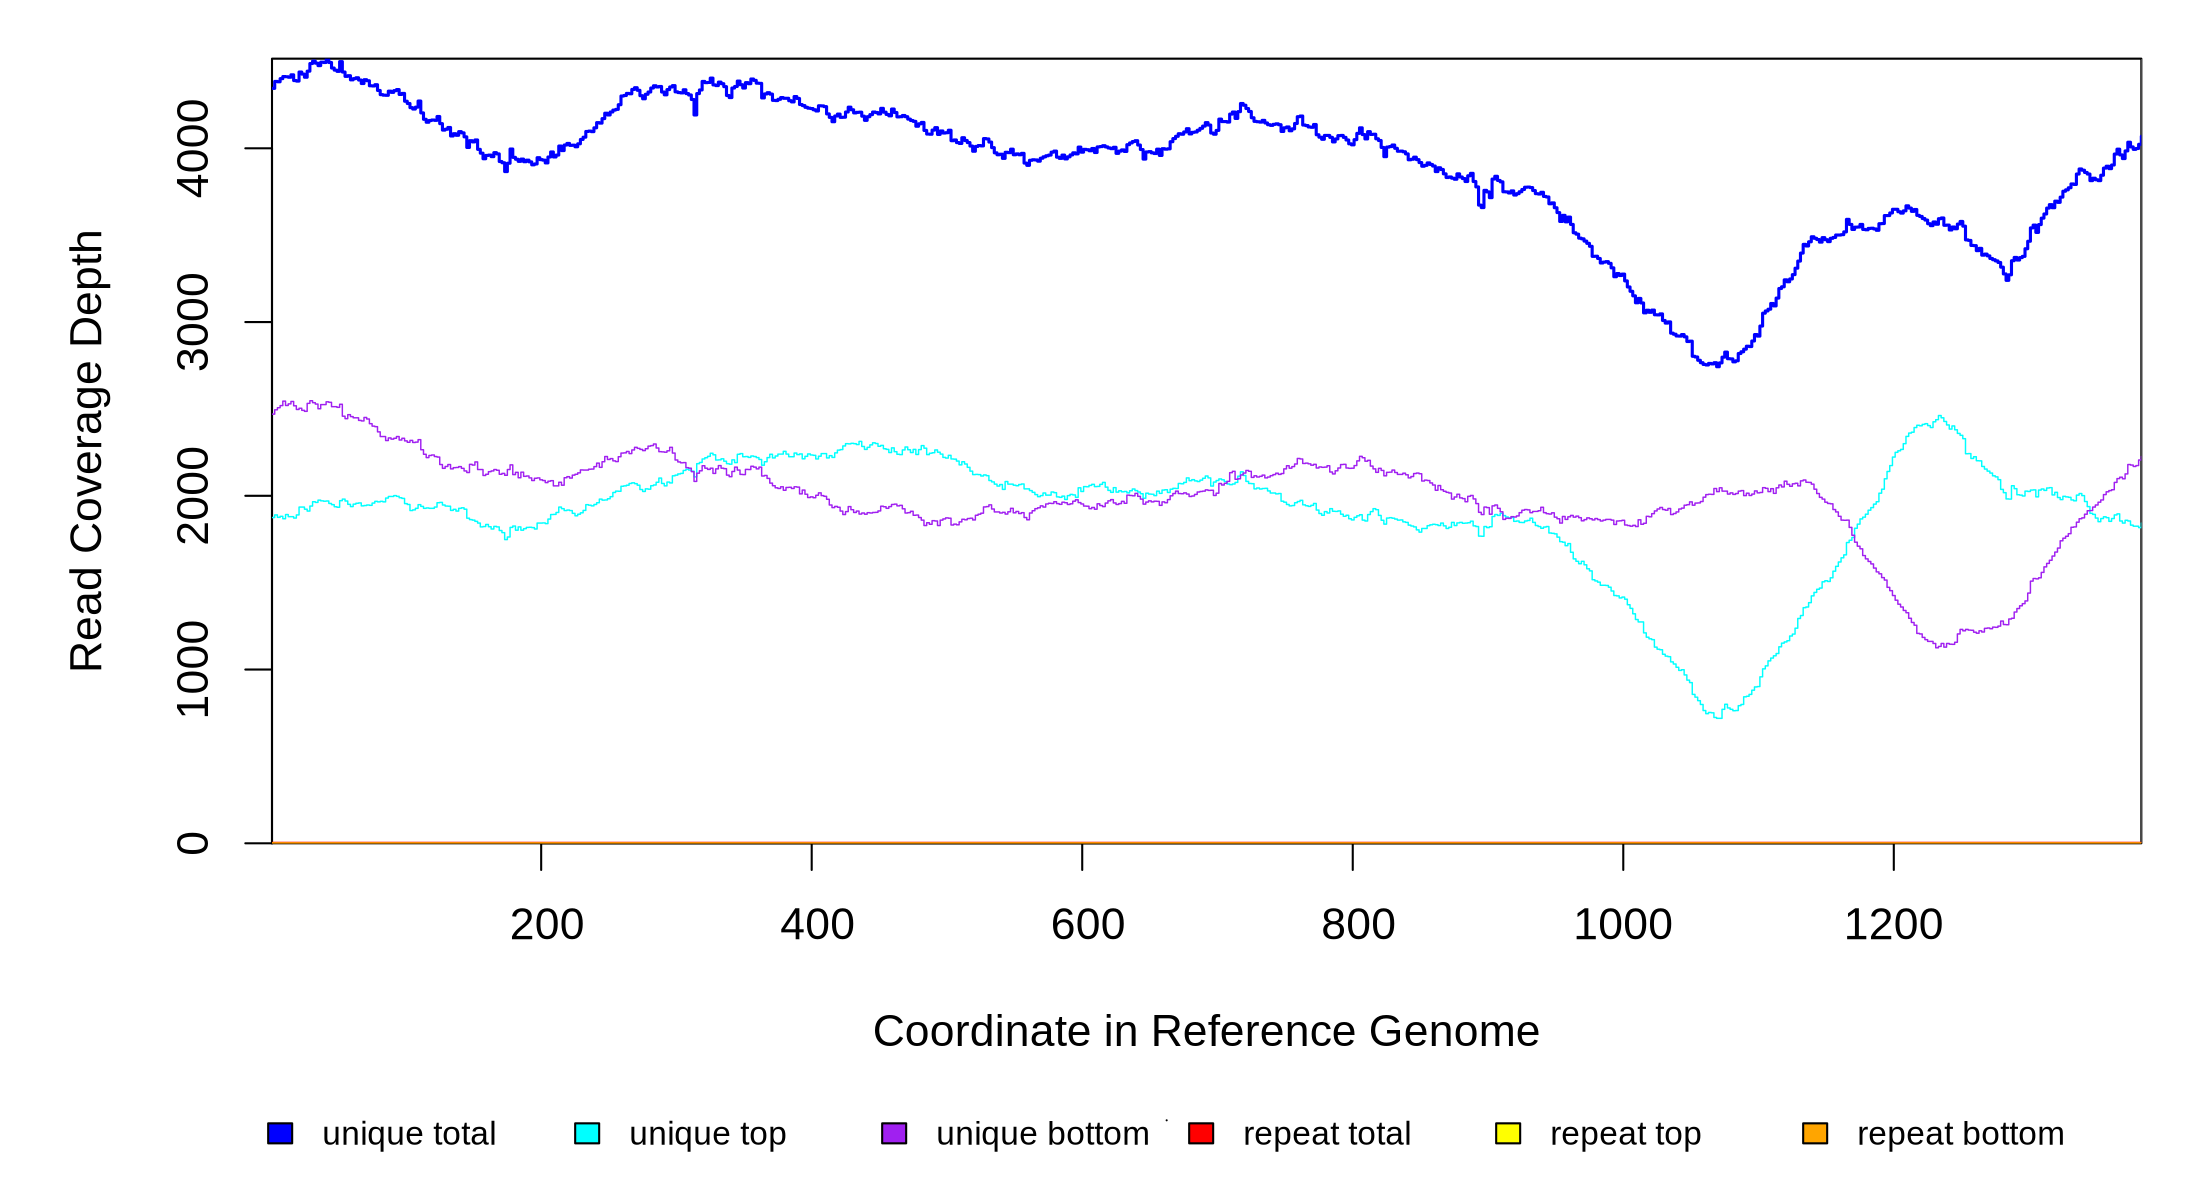 Read Coverage Depth
4000
3000
2000
1000
0
200 400 600 800 1000 1200
Coordinate in Reference Genome
unique total unique top unique bottom repeat total repeat top repeat bottom